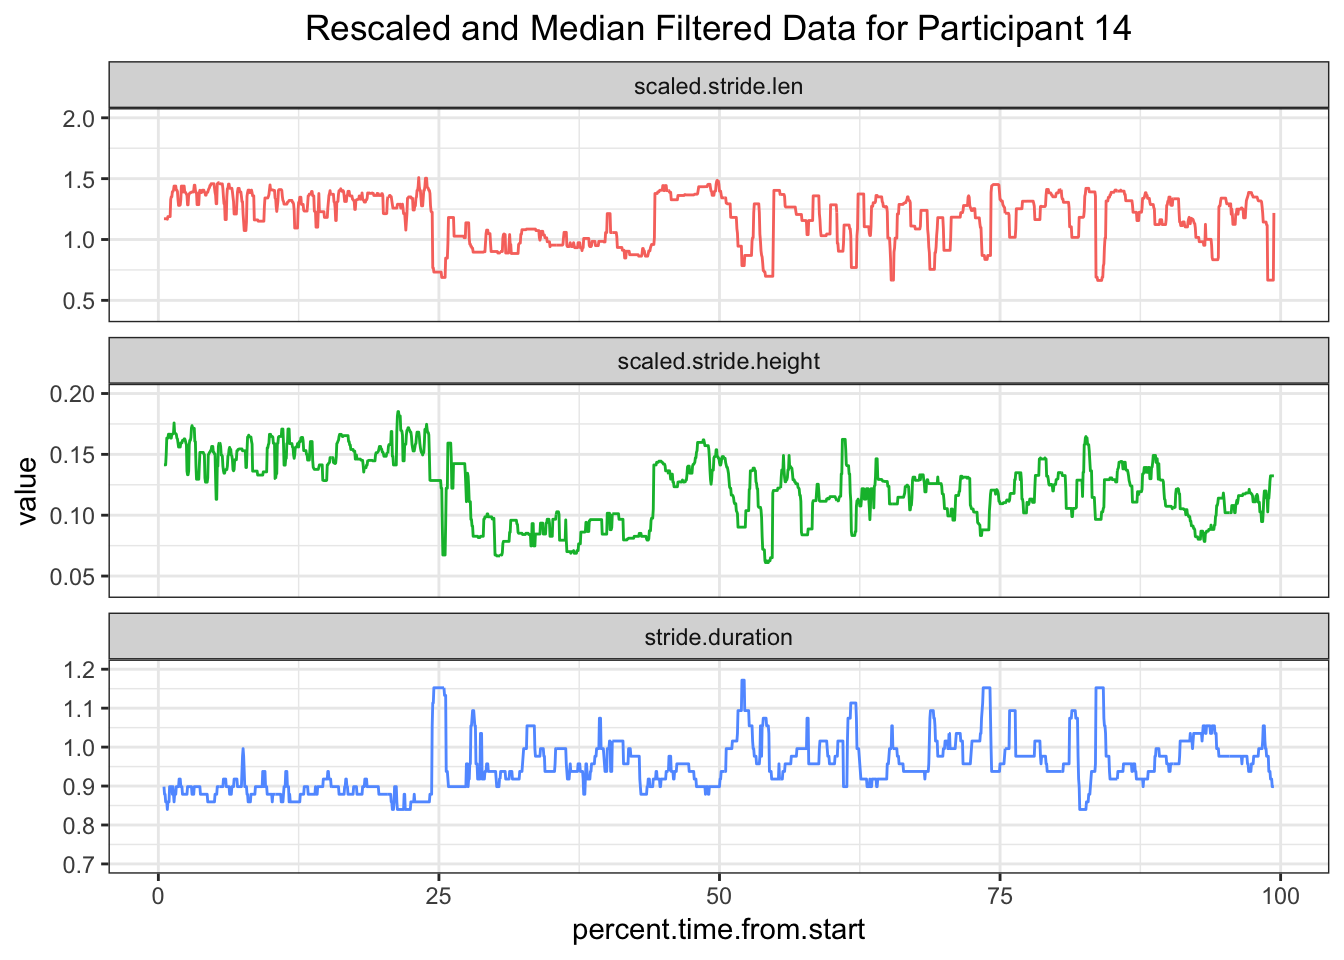 Rescaled and Median Filtered Data for Participant 14
scaled.stride.len
2.0
1.5
1.0
0.5
scaled.stride.height
0.20
0.15
0.10
0.05
value
stride.duration
1.2
1.1
1.0
0.9
0.8
0.7
0 25 50 75 100
percent.time.from.start